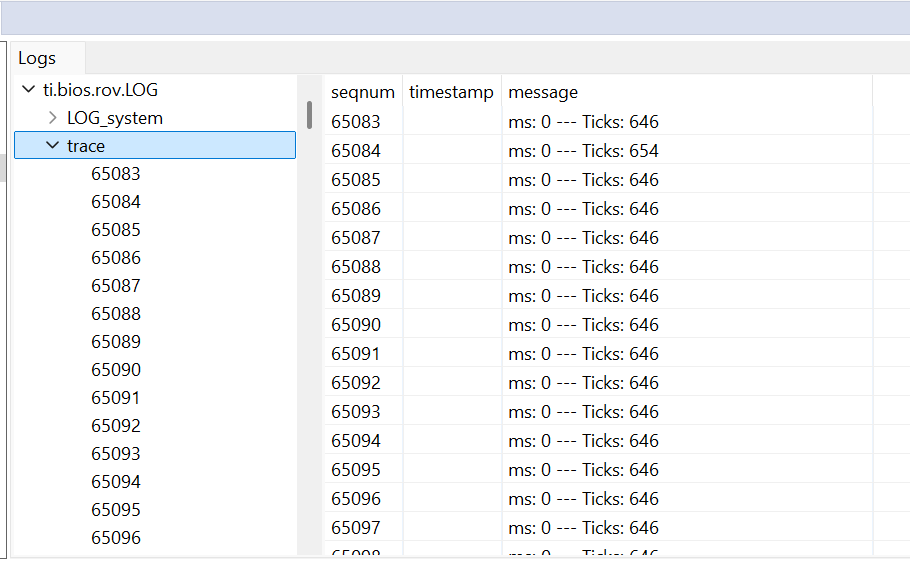 Logs
ti.bios.rov.LOG
LOG_system
trace
65083
65084
65085
65086
65087
65088
65089
65090
65091
65092
65093
65094
65095
65096
seqnum timestamp message
65083 ms: 0 --- Ticks: 646
65084 ms: 0 --- Ticks: 654
65085 ms: 0 --- Ticks: 646
65086 ms: 0 --- Ticks: 646
65087 ms: 0 --- Ticks: 646
65088 ms: 0 --- Ticks: 646
65089 ms: 0 --- Ticks: 646
65090 ms: 0 --- Ticks: 646
65091 ms: 0 --- Ticks: 646
65092 ms: 0 --- Ticks: 646
65093 ms: 0 --- Ticks: 646
65094 ms: 0 --- Ticks: 646
65095 ms: 0 --- Ticks: 646
65096 ms: 0 --- Ticks: 646
65097 ms: 0 --- Ticks: 646